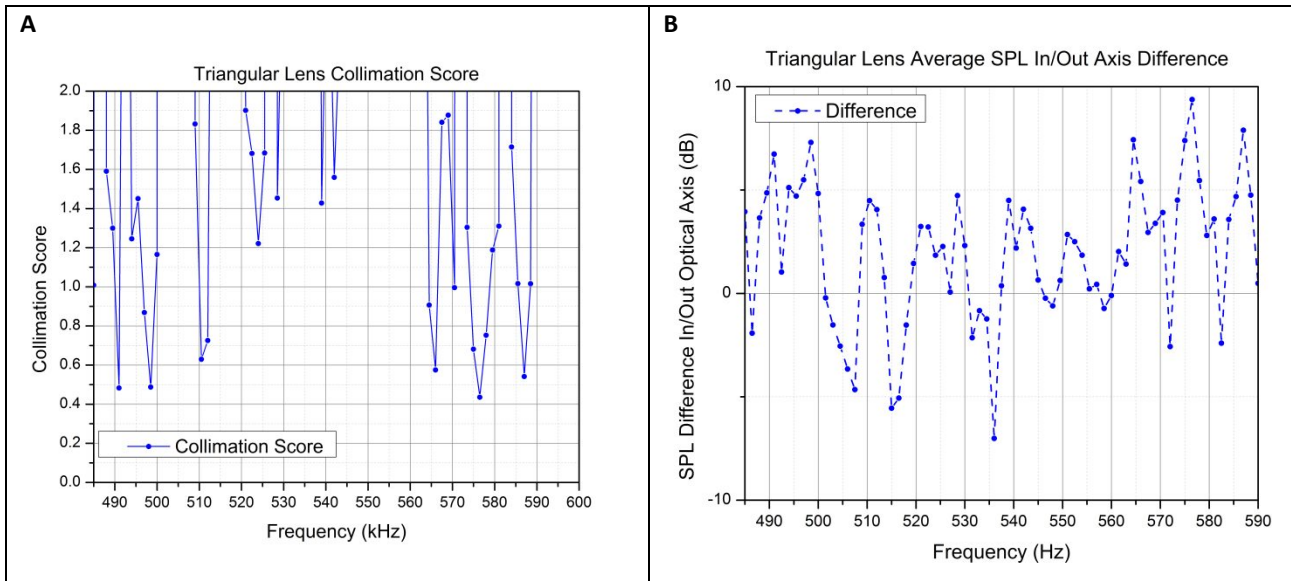 A
Triangular Lens Collimation Score
2.0
1.8
1.6
1.4
1.2
1.0
0.8
0.6
0.4
0.2
0.0
Collimation Score
Collimation Score
490 500 510 520 530 540 550 560 570 580 590 600
Frequency (kHz)
B
Triangular Lens Average SPL In/Out Axis Difference
10
0
-10
Difference
SPL Difference In/Out Optical Axis (dB)
490 500 510 520 530 540 550 560 570 580 590
Frequency (Hz)